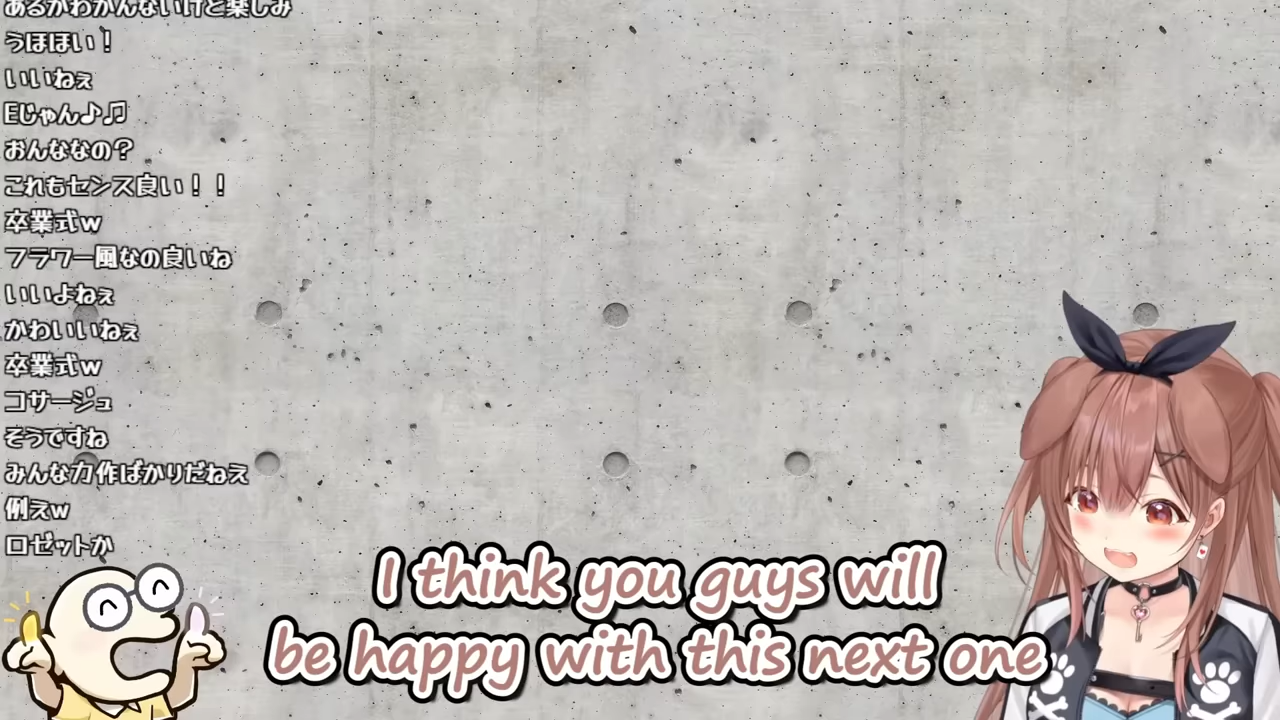 あるかわかんないけど楽しみ
うほほい！
いいねぇ
Eじゃん♪♫
おんななの？
これもセンス良い！！
卒業式w
フラワー風なの良いね
いいよねぇ
かわいいねぇ
卒業式w
コサージュ
そうですね
みんな力作ばかりだねえ
例えw
ロゼットか
I think you guys will
be happy with this next one